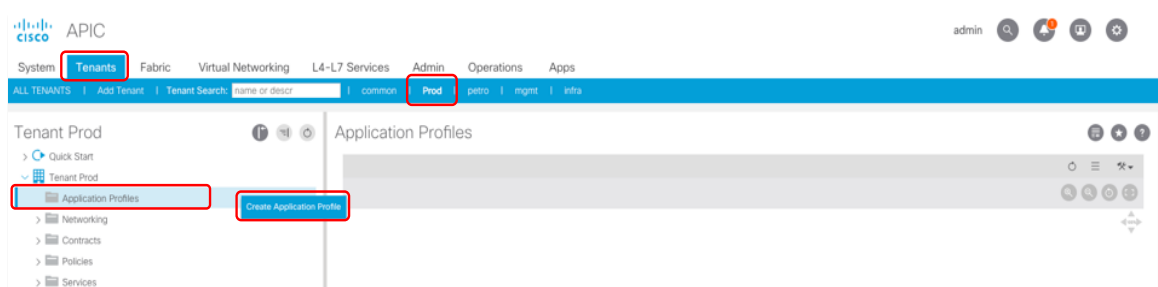 cisco APIC admin
System Tenants Fabric Virtual Networking L4-L7 Services Admin Operations Apps
ALL TENANTS | Add Tenant | Tenant Search: name or descr | common | Prod | petro | mgmt | infra
Tenant Prod
Quick Start
Tenant Prod
Application Profiles
Create Application Profile
Networking
Contracts
Policies
Services
Application Profiles